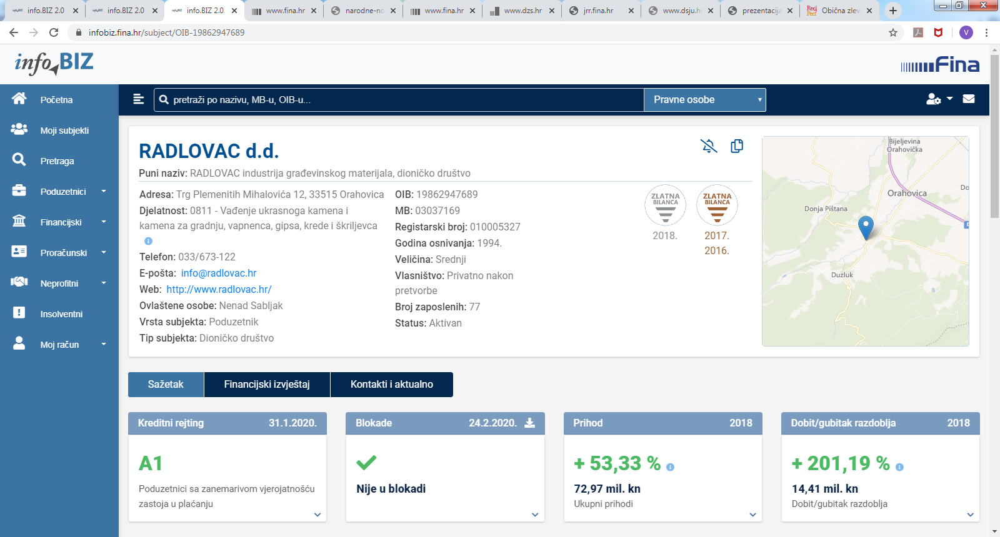 info.BIZ 2.0
info.BIZ 2.0
info.BIZ 2.0
www.fina.hr
narodne-no
www.fina.hr
www.dzs.hr
jrr.fina.hr
www.dsju.hr
prezentacija
Obična zleva
infobiz.fina.hr/subject/OIB-19862947689
V
info.BIZ
Fina
Početna
Moji subjekti
Pretraga
Poduzetnici
Financijski
Proračunski
Neprofitni
Insolventni
Moj račun
pretraži po nazivu, MB-u, OIB-u...
Pravne osobe
RADLOVAC d.d.
Puni naziv: RADLOVAC industrija građevinskog materijala, dioničko društvo
Adresa: Trg Plemenitih Mihalovića 12, 33515 Orahovica
Djelatnost: 0811 - Vađenje ukrasnoga kamena i
kamena za gradnju, vapnenca, gipsa, krede i škriljevca
Telefon: 033/673-122
E-pošta: info@radlovac.hr
Web: http://www.radlovac.hr/
Ovlaštene osobe: Nenad Sabljak
Vrsta subjekta: Poduzetnik
Tip subjekta: Dioničko društvo
OIB: 19862947689
MB: 03037169
Registarski broj: 010005327
Godina osnivanja: 1994.
Veličina: Srednji
Vlasništvo: Privatno nakon
pretvorbe
Broj zaposlenih: 77
Status: Aktivan
ZLATNA
BILANCA
2018.
ZLATNA
BILANCA
2017.
2016.
Bijeljevina
Orahovička
Orahovica
Do
Donja Pištana
Duzluk
Sažetak
Financijski izvještaj
Kontakti i aktualno
Kreditni rejting 31.1.2020.
A1
Poduzetnici sa zanemarivom vjerojatnošću
zastoja u plaćanju
Blokade 24.2.2020.
Nije u blokadi
Prihod 2018
+ 53,33 %
72,97 mil. kn
Ukupni prihodi
Dobit/gubitak razdoblja 2018
+ 201,19 %
14,41 mil. kn
Dobit/gubitak razdoblja